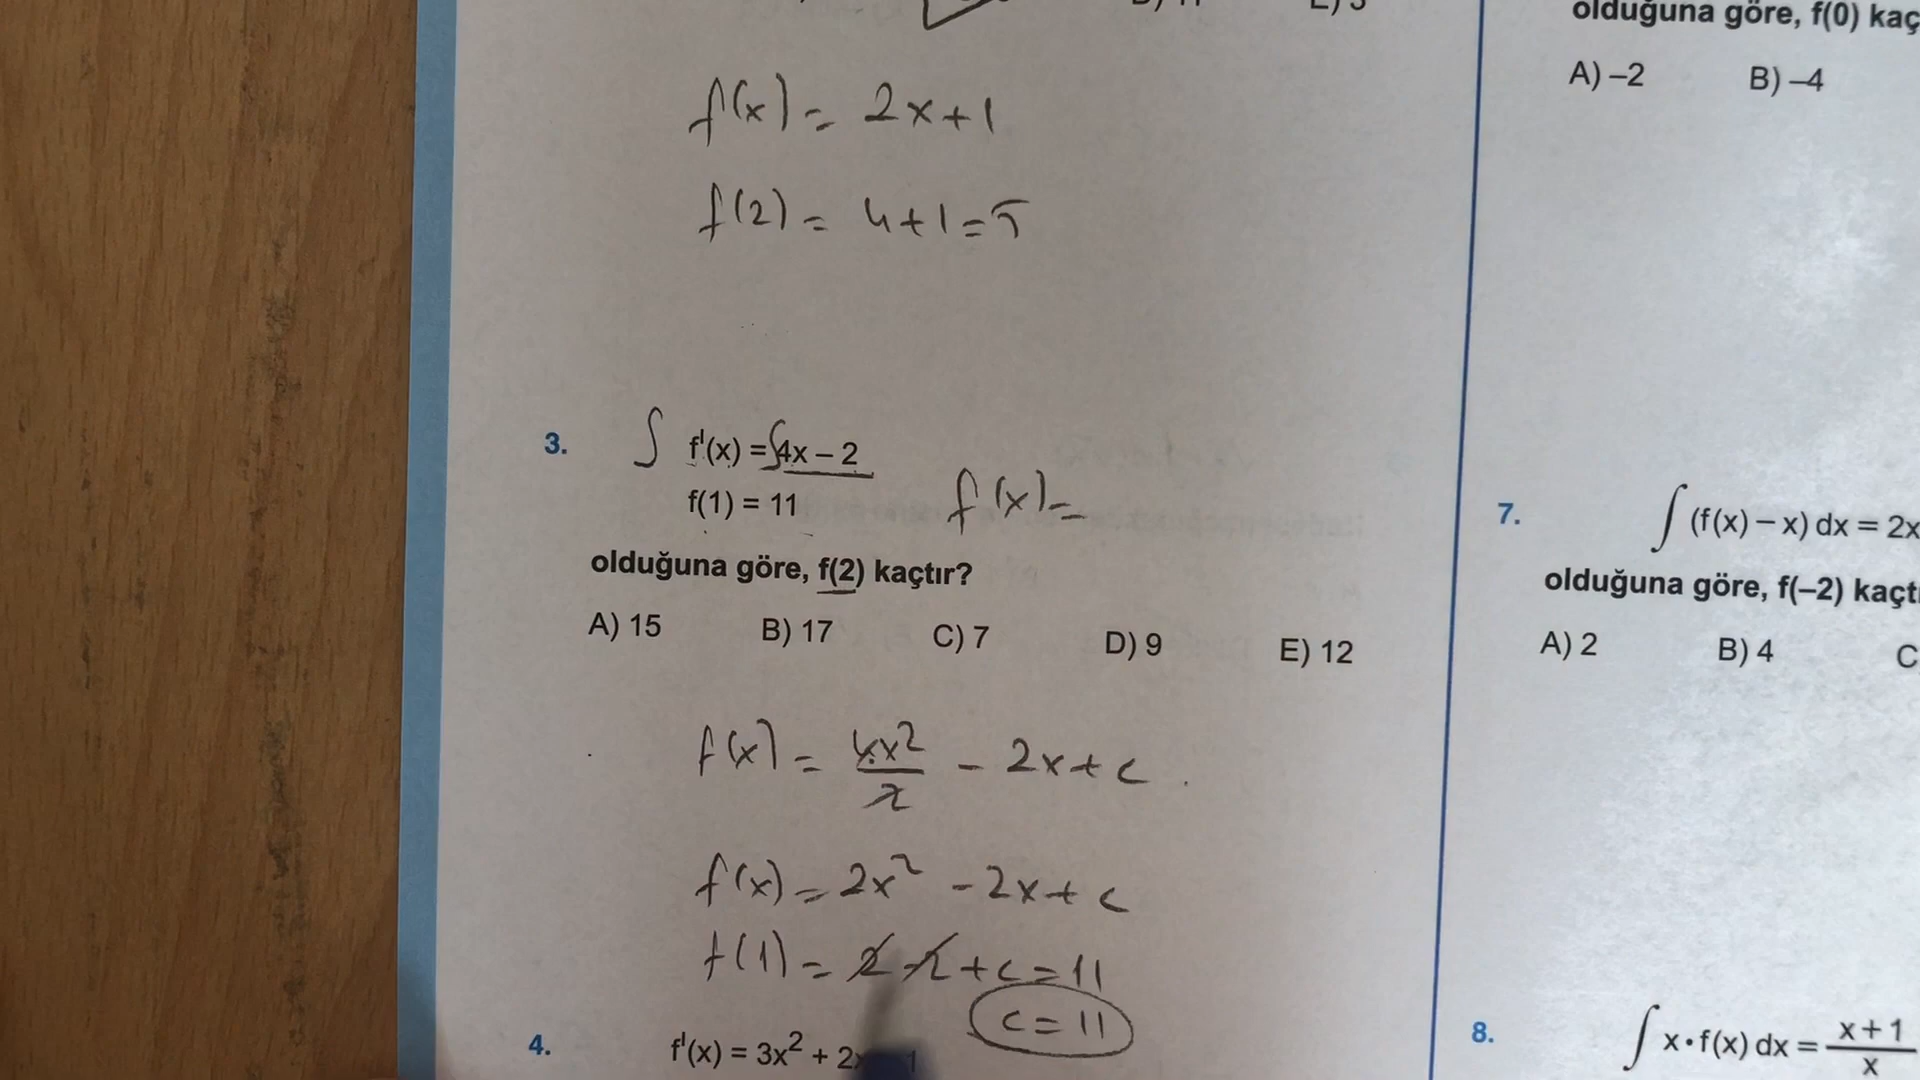 f(x) = 2x+1
f(2) = 4+1=5
3. ∫ f'(x) = ∫4x – 2
f(1) = 11
f(x) =
olduğuna göre, f(2) kaçtır?
A) 15 B) 17 C) 7 D) 9 E) 12
f(x) = 4x²/2 - 2x+c
f(x) = 2x² - 2x+c
f(1) = 2-2+c=11
c=11
4. f'(x) = 3x² + 2x
olduğuna göre, f(0) kaç
A) –2 B) –4
7. ∫ (f(x) – x) dx = 2x
olduğuna göre, f(–2) kaçtı
A) 2 B) 4 C
8. ∫ x•f(x) dx = x+1/x